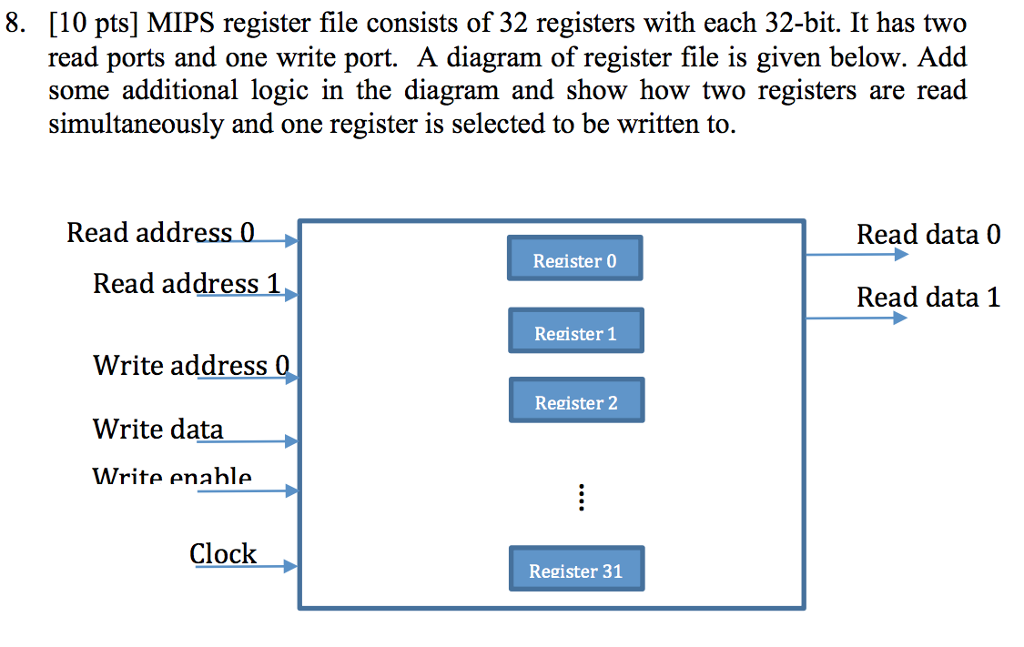 8. [10 pts] MIPS register file consists of 32 registers with each 32-bit. It has two
read ports and one write port. A diagram of register file is given below. Add
some additional logic in the diagram and show how two registers are read
simultaneously and one register is selected to be written to.
Read address 0
Read data 0
Register 0
Read address 1
Read data 1
Register 1
Write address 0
Register 2
Write data
Write enable
Clock
Register 31